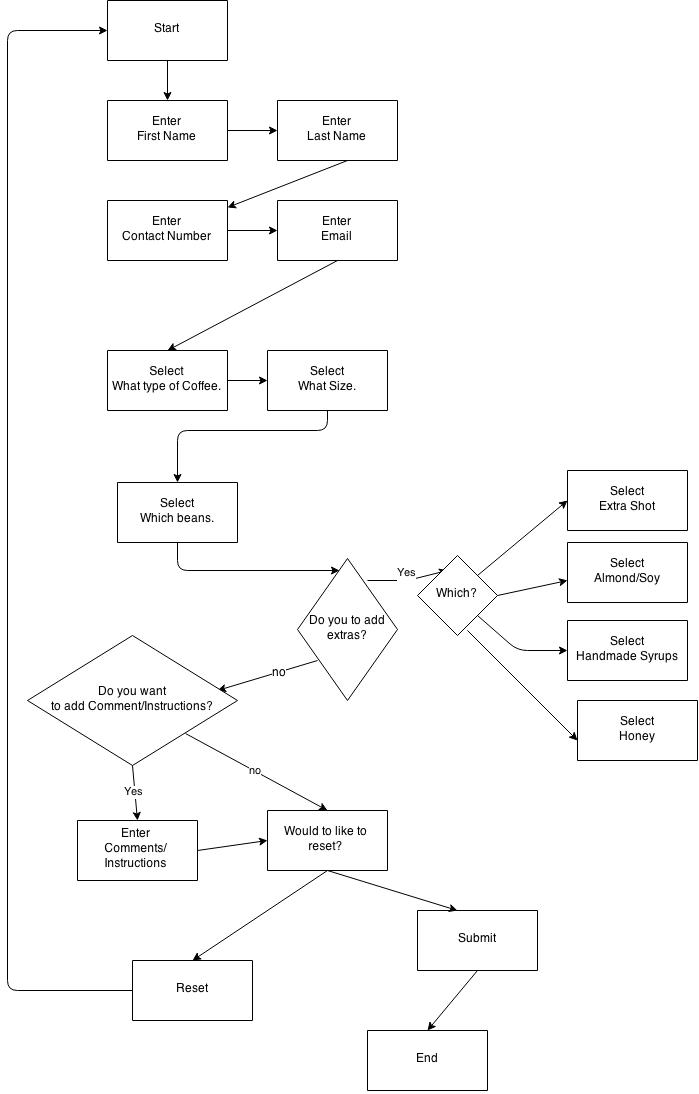 Start
Enter
First Name
Enter
Last Name
Enter
Contact Number
Enter
Email
Select
What type of Coffee.
Select
What Size.
Select
Which beans.
Do you to add
extras?
Yes
Which?
Select
Extra Shot
Select
Almond/Soy
Select
Handmade Syrups
Select
Honey
no
Do you want
to add Comment/Instructions?
Yes
no
Enter
Comments/
Instructions
Would to like to
reset?
Reset
Submit
End